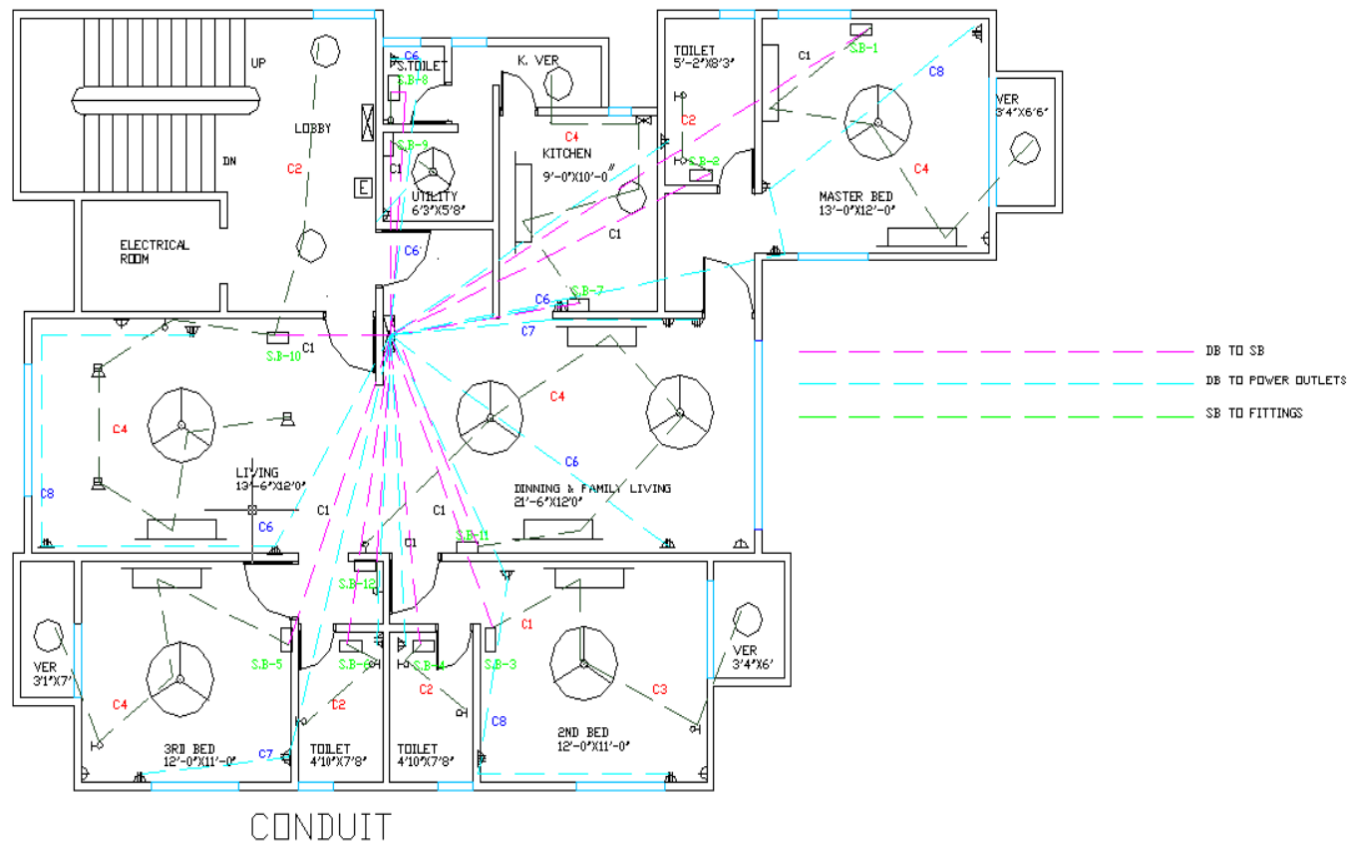 UP
DN
LOBBY
C2
E
ELECTRICAL
ROOM
C6
S.TOILET
S.B-8
K. VER
S.B-9
C1
UTILITY
6'3"X5'8"
C6
C4
KITCHEN
9'-0"X10'-0"
C1
S.B-7
C6
C7
TOILET
5'-2"X8'3"
C2
S.B-2
S.B-1
C1
C8
C4
MASTER BED
13'-0"X12'-0"
VER
3'4"X6'6"
S.B-10
C1
C4
LIVING
13'-6"X12'0"
C8
C6
C1
C4
C6
DINNING & FAMILY LIVING
21'-6"X12'0"
C1
C1
S.B-11
S.B-12
DB TO SB
DB TO POWER OUTLETS
SB TO FITTINGS
VER
3'1"X7'
C4
S.B-5
3RD BED
12'-0"X11'-0"
C7
S.B-6
C2
TOILET
4'10"X7'8"
S.B-4
C2
TOILET
4'10"X7'8"
S.B-3
C1
C8
C3
2ND BED
12'-0"X11'-0"
VER
3'4"X6'
CONDUIT